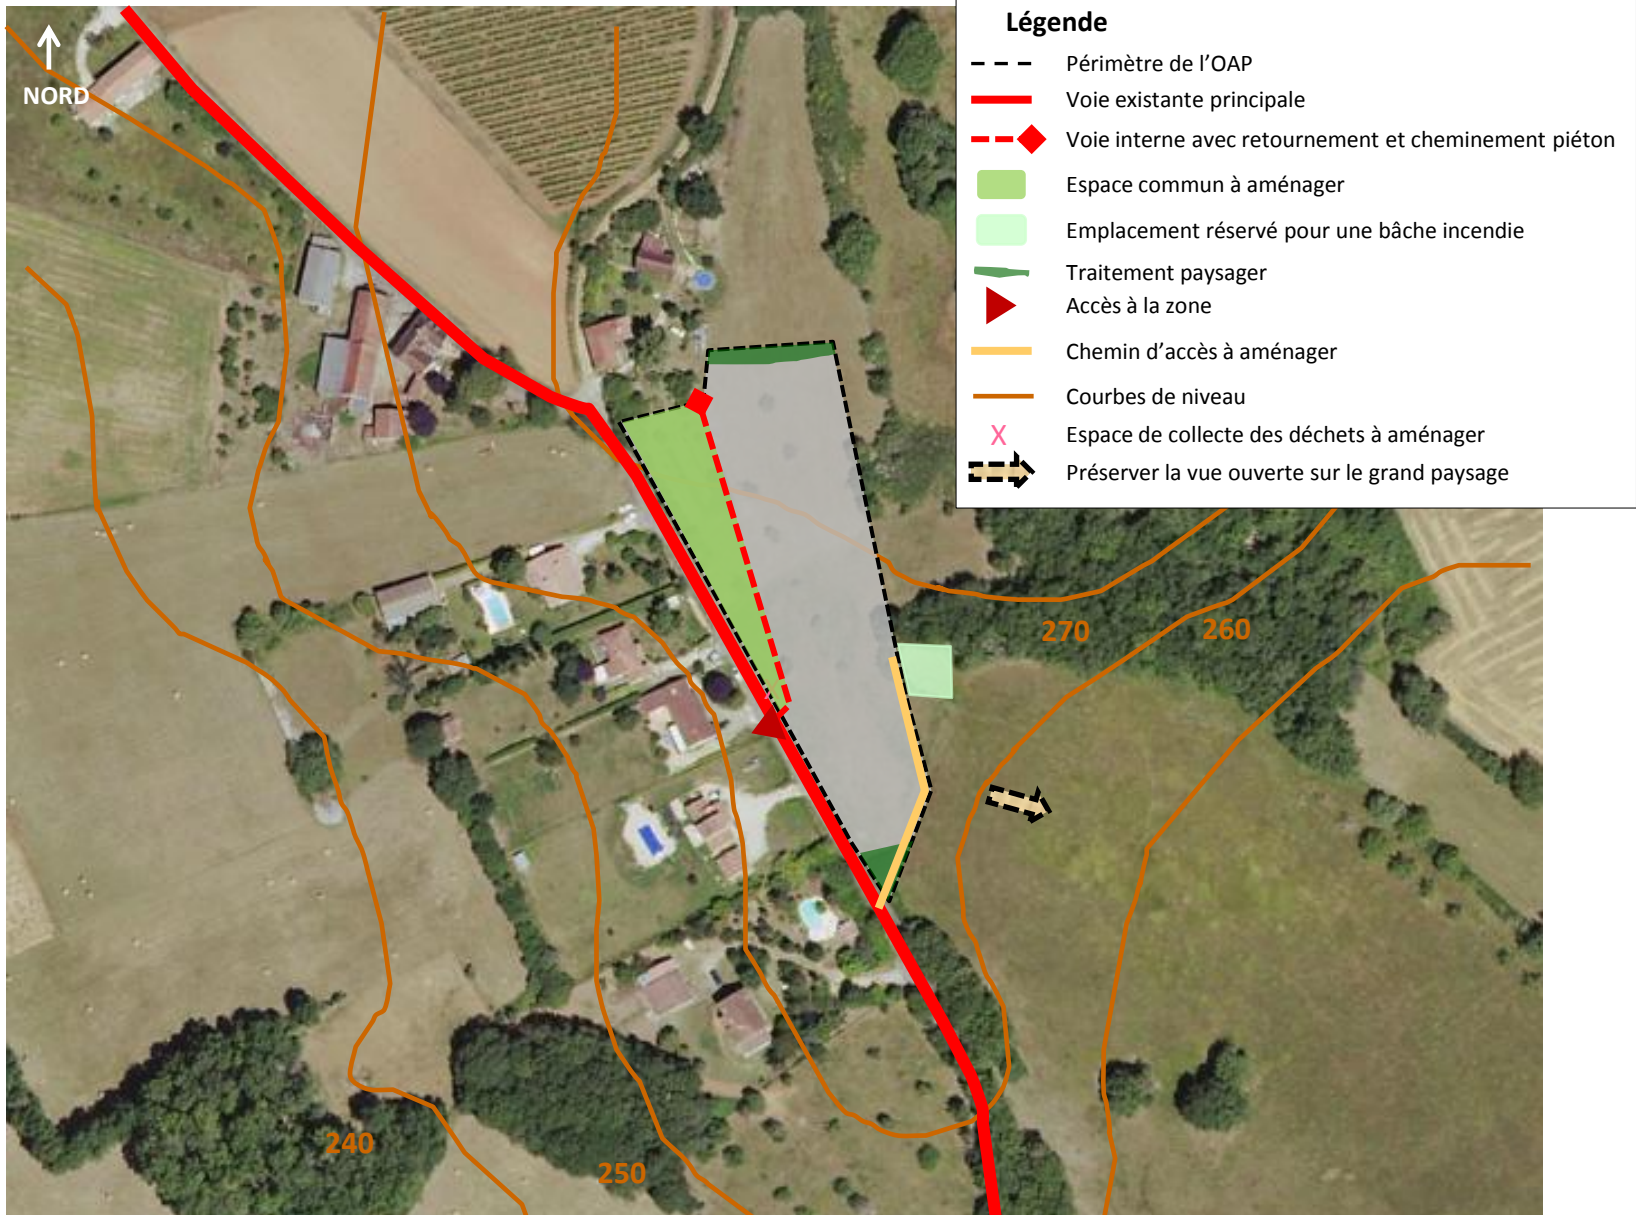 Légende
Périmètre de l’OAP
Voie existante principale
Voie interne avec retournement et cheminement piéton
Espace commun à aménager
Emplacement réservé pour une bâche incendie
Traitement paysager
Accès à la zone
Chemin d’accès à aménager
Courbes de niveau
X Espace de collecte des déchets à aménager
Préserver la vue ouverte sur le grand paysage
NORD
270
260
240
250